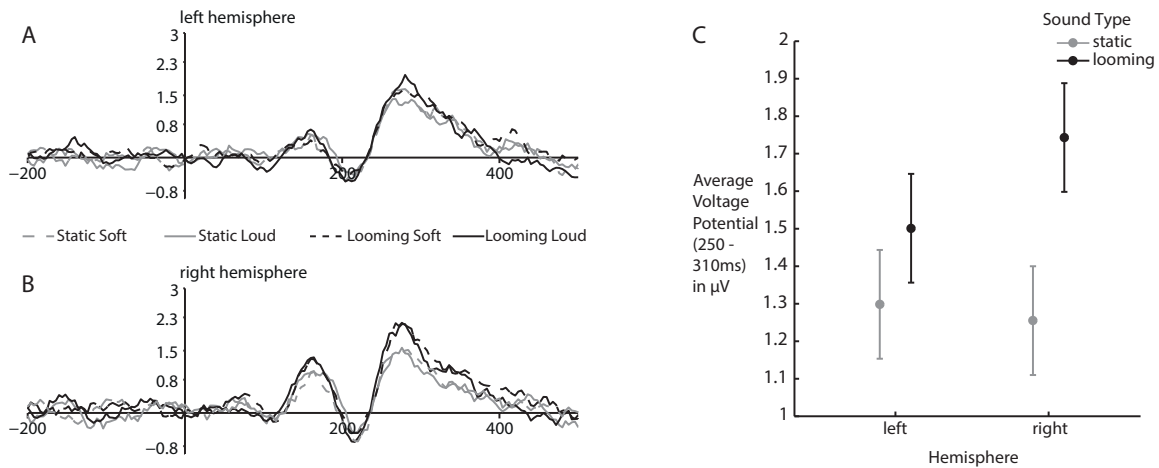 A
left hemisphere
3
2.3
1.5
0.8
−200
200
400
−0.8
Static Soft
Static Loud
Looming Soft
Looming Loud
B
right hemisphere
3
2.3
1.5
0.8
−200
200
400
−0.8
C
Sound Type
static
looming
2
1.9
1.8
1.7
1.6
1.5
1.4
1.3
1.2
1.1
1
Average
Voltage
Potential
(250 -
310ms)
in μV
left
right
Hemisphere